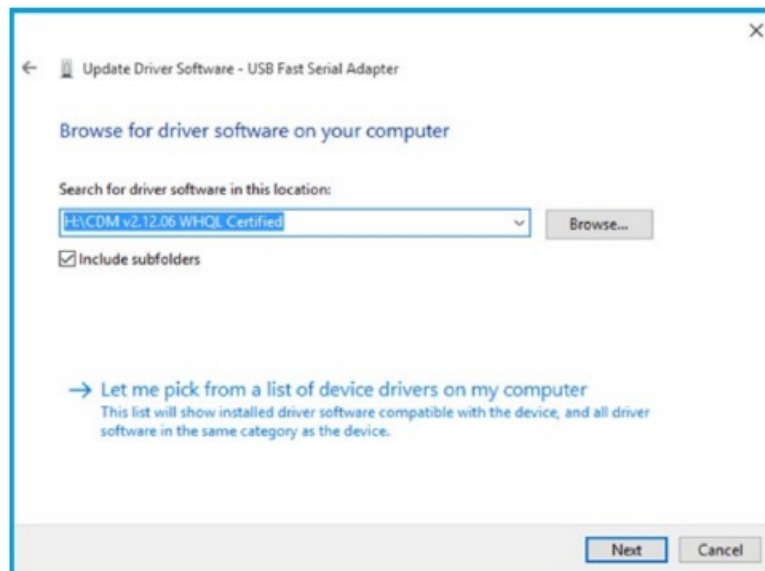 Update Driver Software - USB Fast Serial Adapter
Browse for driver software on your computer
Search for driver software in this location:
H:\CDM v2.12.06 WHQL Certified
Browse...
Include subfolders
Let me pick from a list of device drivers on my computer
This list will show installed driver software compatible with the device, and all driver
software in the same category as the device.
Next
Cancel